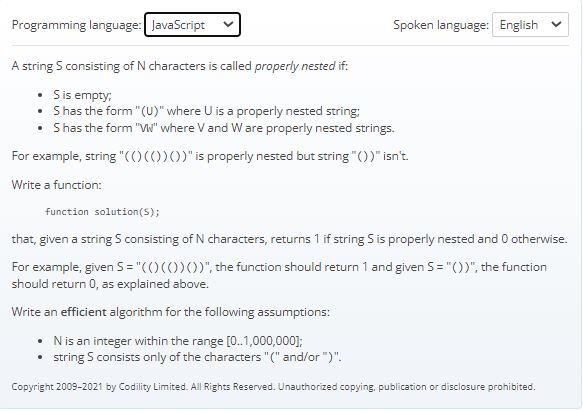 Programming language: JavaScript Spoken language: English
A string S consisting of N characters is called properly nested if:
• S is empty;
• S has the form "(U)" where U is a properly nested string;
• S has the form "VW" where V and W are properly nested strings.
For example, string "(()(())())" is properly nested but string "())" isn't.
Write a function:
function solution(S);
that, given a string S consisting of N characters, returns 1 if string S is properly nested and 0 otherwise.
For example, given S = "(()(())())", the function should return 1 and given S = "())", the function
should return 0, as explained above.
Write an efficient algorithm for the following assumptions:
• N is an integer within the range [0..1,000,000];
• string S consists only of the characters "(" and/or ")".
Copyright 2009–2021 by Codility Limited. All Rights Reserved. Unauthorized copying, publication or disclosure prohibited.